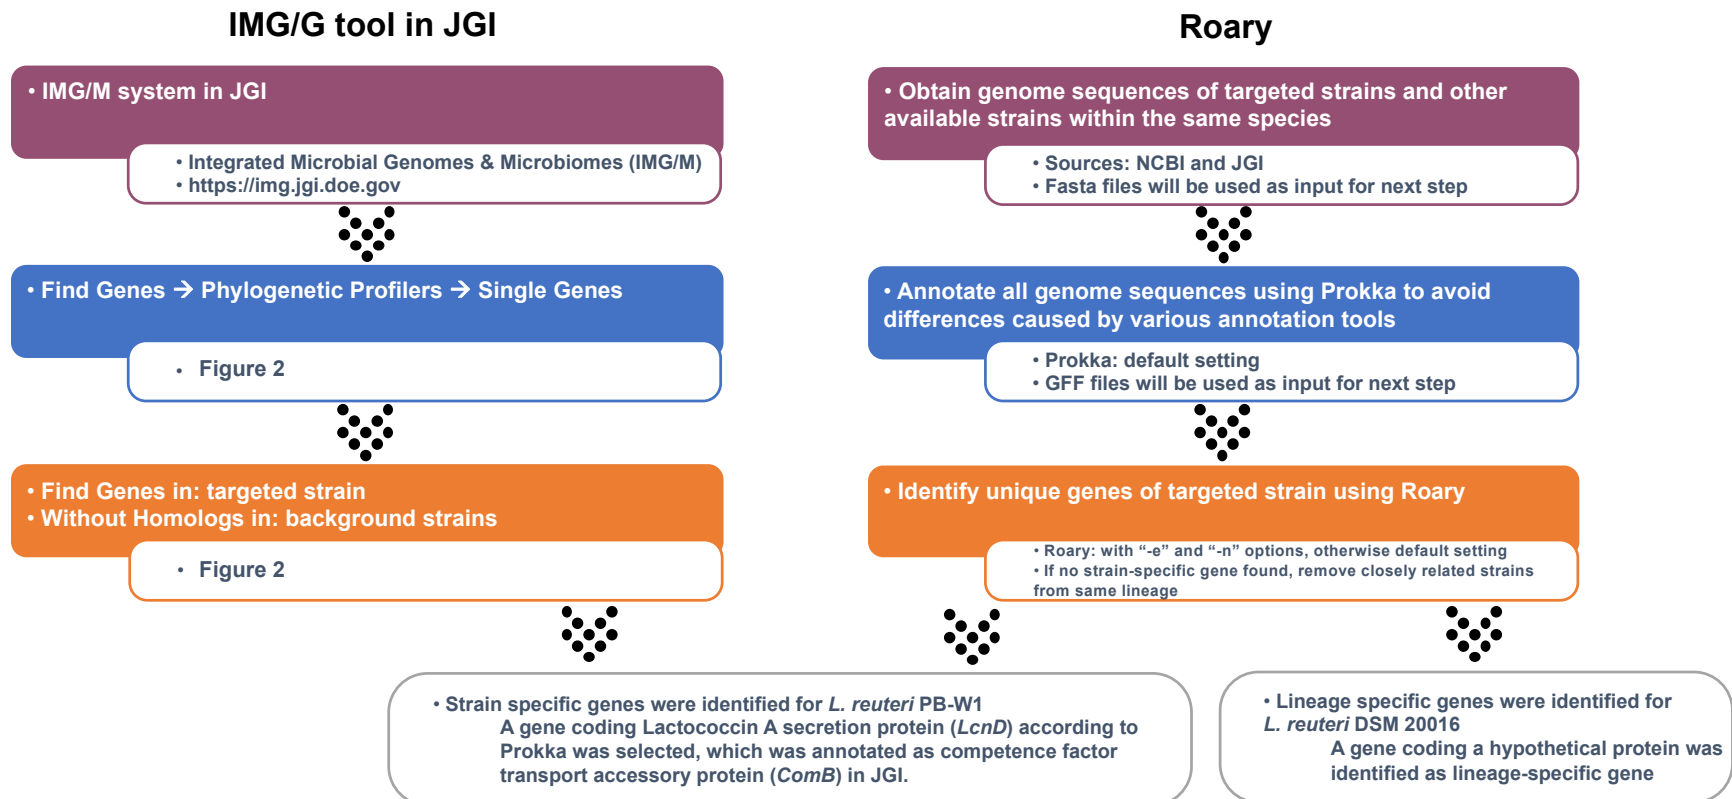 IMG/G tool in JGI
• IMG/M system in JGI
• Integrated Microbial Genomes & Microbiomes (IMG/M)
• https://img.jgi.doe.gov
• Find Genes → Phylogenetic Profilers → Single Genes
• Figure 2
• Find Genes in: targeted strain
• Without Homologs in: background strains
• Figure 2
Roary
• Obtain genome sequences of targeted strains and other
available strains within the same species
• Sources: NCBI and JGI
• Fasta files will be used as input for next step
• Annotate all genome sequences using Prokka to avoid
differences caused by various annotation tools
• Prokka: default setting
• GFF files will be used as input for next step
• Identify unique genes of targeted strain using Roary
• Roary: with “-e” and “-n” options, otherwise default setting
• If no strain-specific gene found, remove closely related strains
from same lineage
• Strain specific genes were identified for L. reuteri PB-W1
A gene coding Lactococcin A secretion protein (LcnD) according to
Prokka was selected, which was annotated as competence factor
transport accessory protein (ComB) in JGI.
• Lineage specific genes were identified for
L. reuteri DSM 20016
A gene coding a hypothetical protein was
identified as lineage-specific gene